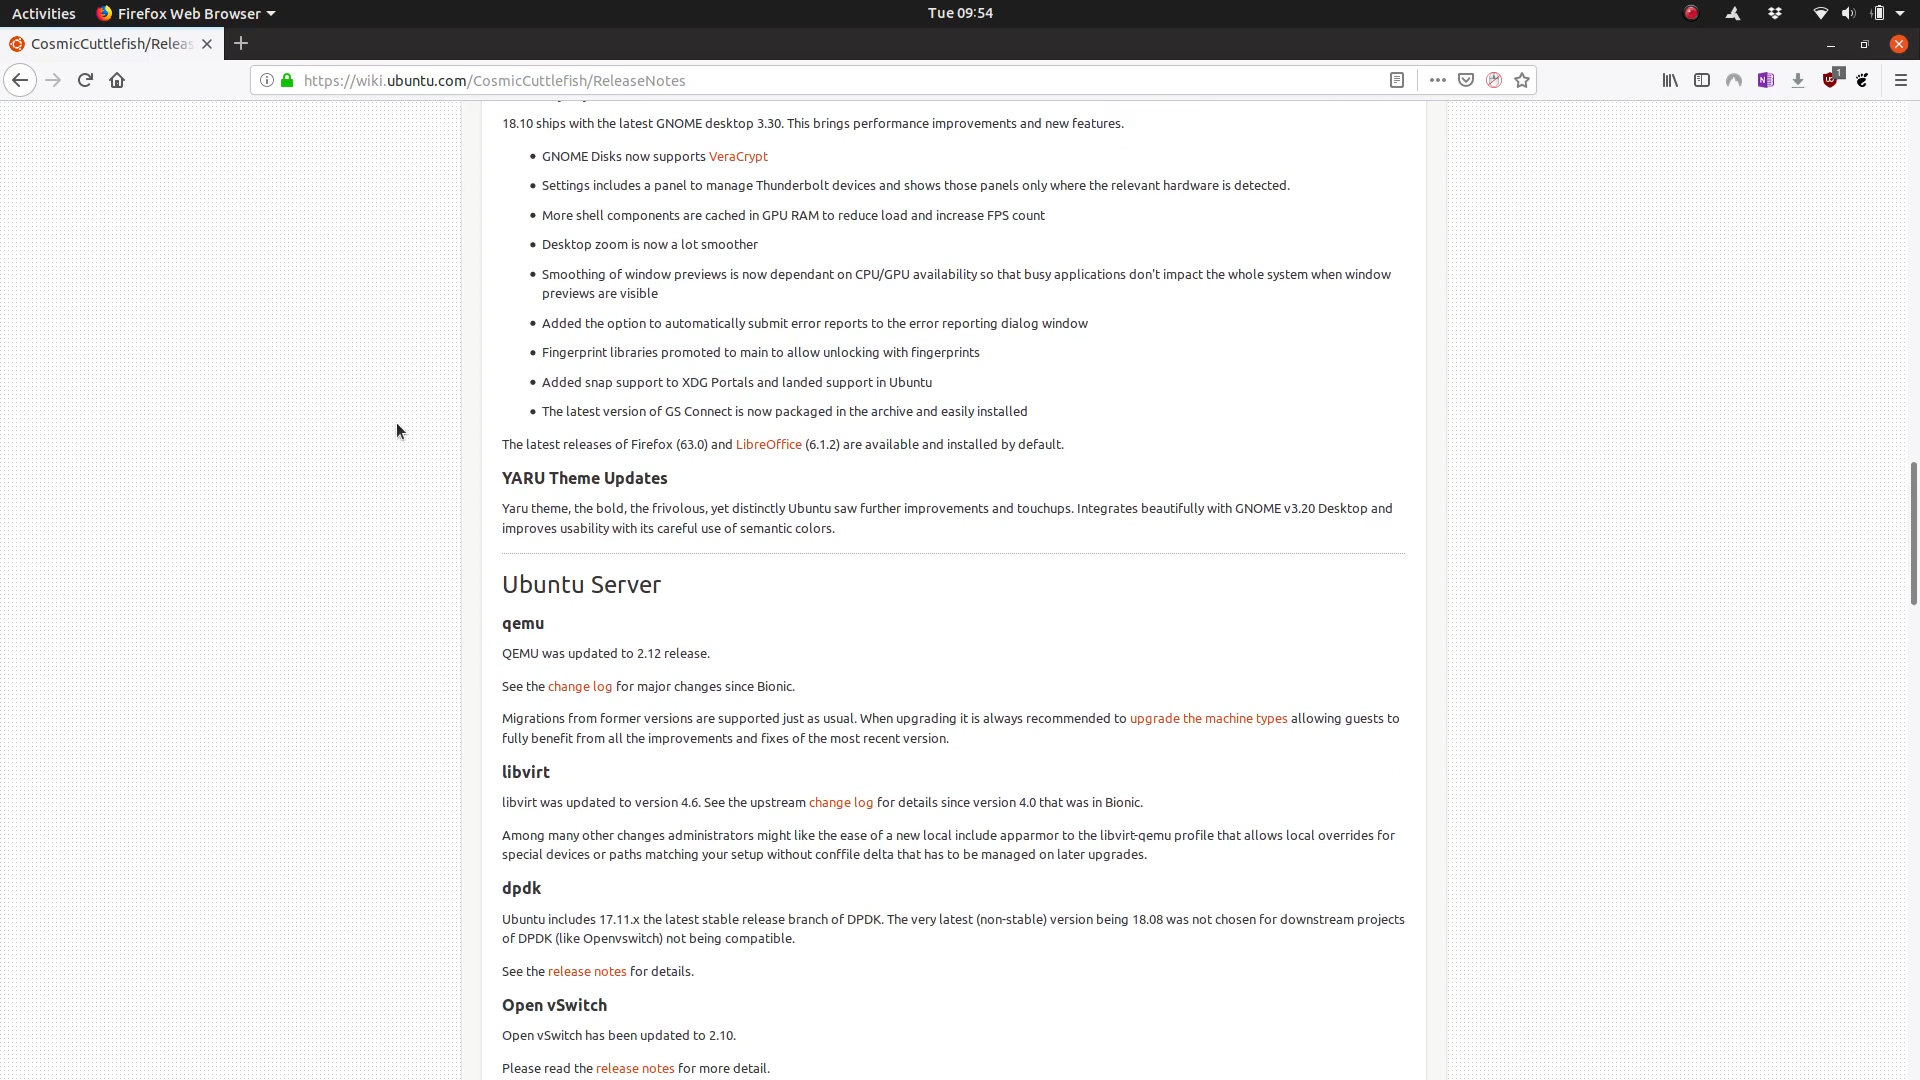 Activities Firefox Web Browser Tue 09:54
CosmicCuttlefish/Releas
https://wiki.ubuntu.com/CosmicCuttlefish/ReleaseNotes 1
18.10 ships with the latest GNOME desktop 3.30. This brings performance improvements and new features.
• GNOME Disks now supports VeraCrypt
• Settings includes a panel to manage Thunderbolt devices and shows those panels only where the relevant hardware is detected.
• More shell components are cached in GPU RAM to reduce load and increase FPS count
• Desktop zoom is now a lot smoother
• Smoothing of window previews is now dependant on CPU/GPU availability so that busy applications don't impact the whole system when window
previews are visible
• Added the option to automatically submit error reports to the error reporting dialog window
• Fingerprint libraries promoted to main to allow unlocking with fingerprints
• Added snap support to XDG Portals and landed support in Ubuntu
• The latest version of GS Connect is now packaged in the archive and easily installed
The latest releases of Firefox (63.0) and LibreOffice (6.1.2) are available and installed by default.
YARU Theme Updates
Yaru theme, the bold, the frivolous, yet distinctly Ubuntu saw further improvements and touchups. Integrates beautifully with GNOME v3.20 Desktop and
improves usability with its careful use of semantic colors.
Ubuntu Server
qemu
QEMU was updated to 2.12 release.
See the change log for major changes since Bionic.
Migrations from former versions are supported just as usual. When upgrading it is always recommended to upgrade the machine types allowing guests to
fully benefit from all the improvements and fixes of the most recent version.
libvirt
libvirt was updated to version 4.6. See the upstream change log for details since version 4.0 that was in Bionic.
Among many other changes administrators might like the ease of a new local include apparmor to the libvirt-qemu profile that allows local overrides for
special devices or paths matching your setup without conffile delta that has to be managed on later upgrades.
dpdk
Ubuntu includes 17.11.x the latest stable release branch of DPDK. The very latest (non-stable) version being 18.08 was not chosen for downstream projects
of DPDK (like Openvswitch) not being compatible.
See the release notes for details.
Open vSwitch
Open vSwitch has been updated to 2.10.
Please read the release notes for more detail.